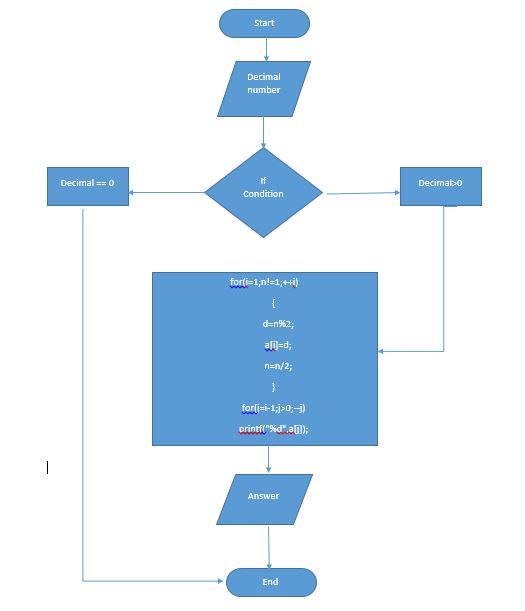 Start
Decimal
number
If
Condition
Decimal == 0
Decimal>0
for(i=1;n!=1;++i)
{
d=n%2;
a[i]=d;
n=n/2;
}
for(i=i-1;j>0;--j)
printf("%d",a[j]);
Answer
End